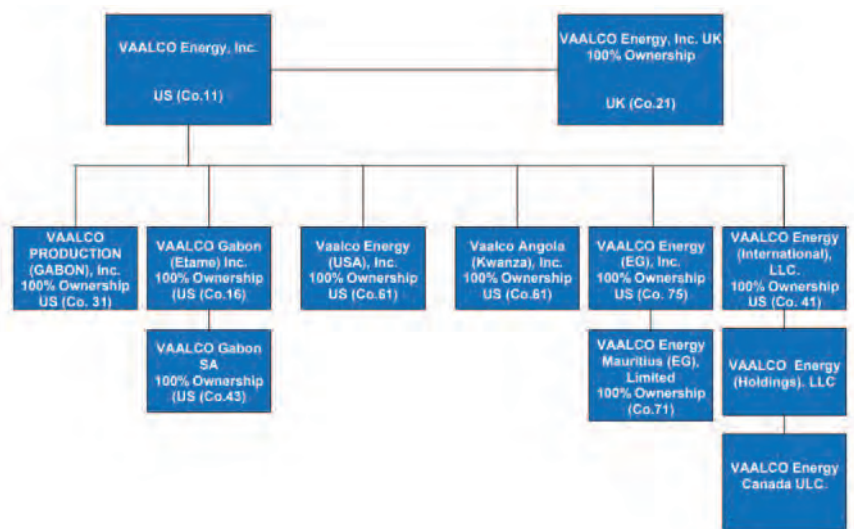 VAALCO Energy, Inc.
US (Co.11)
VAALCO Energy, Inc. UK
100% Ownership
UK (Co.21)
VAALCO
PRODUCTION
(GABON), Inc.
100% Ownership
US (Co. 31)
VAALCO Gabon
(Etame) Inc.
100% Ownership
(US (Co.16)
Vaalco Energy
(USA), Inc.
100% Ownership
US (Co.61)
Vaalco Angola
(Kwanza), Inc.
100% Ownership
US (Co.61)
VAALCO Energy
(EG), Inc.
100% Ownership
US (Co. 75)
VAALCO Energy
(International),
LLC.
100% Ownership
US (Co. 41)
VAALCO Gabon
SA
100% Ownership
(US (Co.43)
VAALCO Energy
Mauritius (EG),
Limited
100% Ownership
(Co.71)
VAALCO Energy
(Holdings). LLC
VAALCO Energy
Canada ULC.